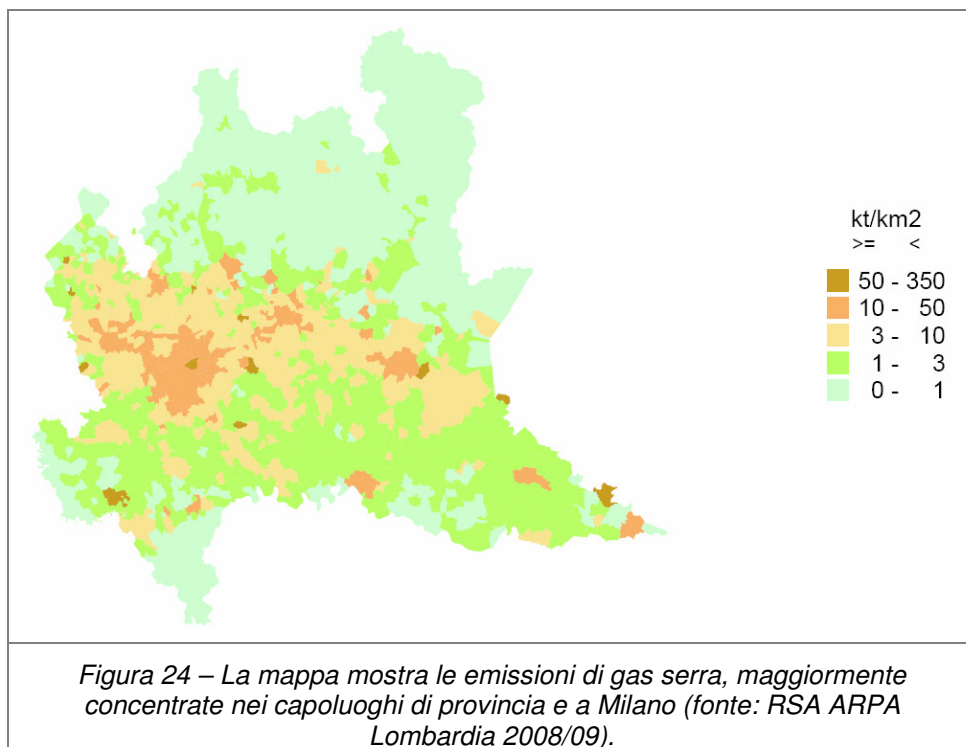 kt/km2
>= <
50 - 350
10 - 50
3 - 10
1 - 3
0 - 1
Figura 24 – La mappa mostra le emissioni di gas serra, maggiormente
concentrate nei capoluoghi di provincia e a Milano (fonte: RSA ARPA
Lombardia 2008/09).